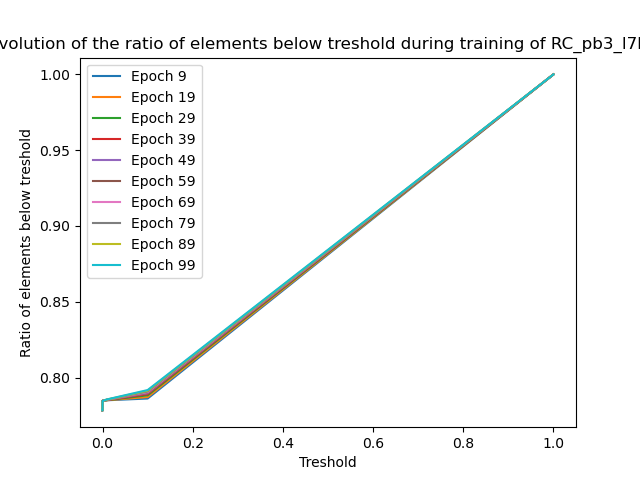 volution of the ratio of elements below treshold during training of RC_pb3_l7
Epoch 9
Epoch 19
Epoch 29
Epoch 39
Epoch 49
Epoch 59
Epoch 69
Epoch 79
Epoch 89
Epoch 99
Ratio of elements below treshold
1.00
0.95
0.90
0.85
0.80
0.0 0.2 0.4 0.6 0.8 1.0
Treshold